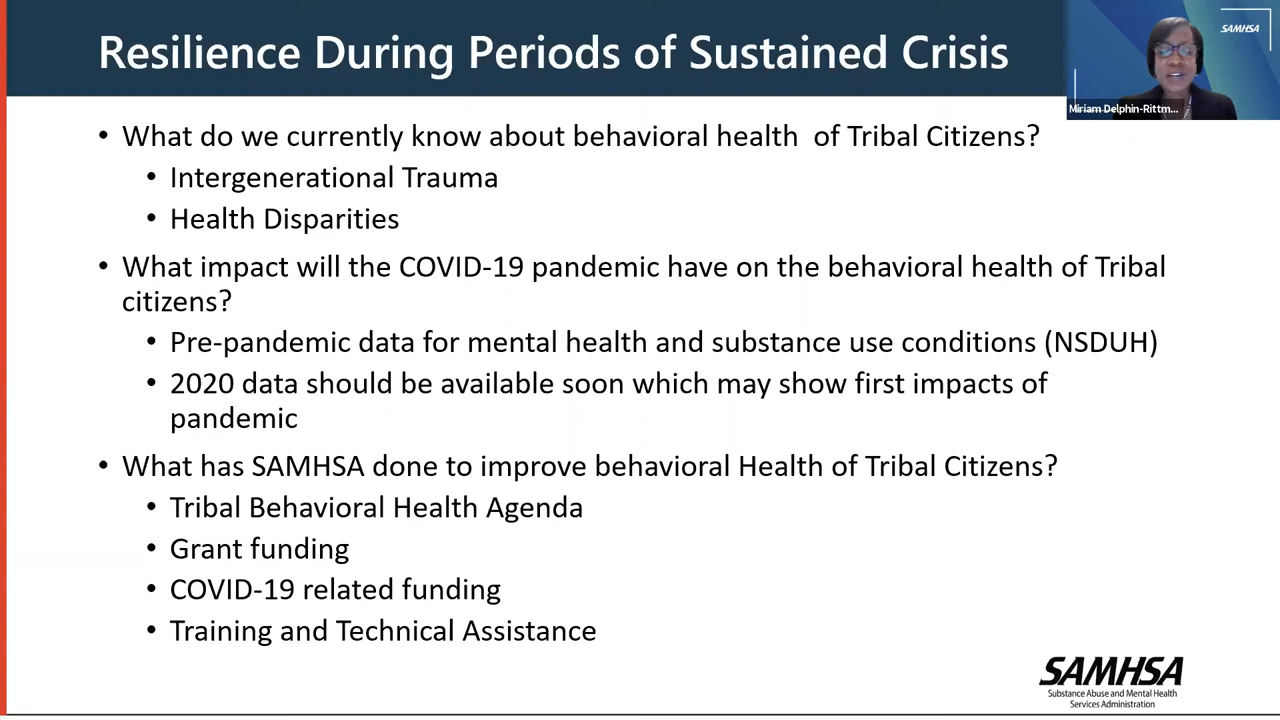 Resilience During Periods of Sustained Crisis
SAMHSA
Miriam Delphin-Rittm...
• What do we currently know about behavioral health of Tribal Citizens?
• Intergenerational Trauma
• Health Disparities
• What impact will the COVID-19 pandemic have on the behavioral health of Tribal
citizens?
• Pre-pandemic data for mental health and substance use conditions (NSDUH)
• 2020 data should be available soon which may show first impacts of
pandemic
• What has SAMHSA done to improve behavioral Health of Tribal Citizens?
• Tribal Behavioral Health Agenda
• Grant funding
• COVID-19 related funding
• Training and Technical Assistance
SAMHSA
Substance Abuse and Mental Health
Services Administration